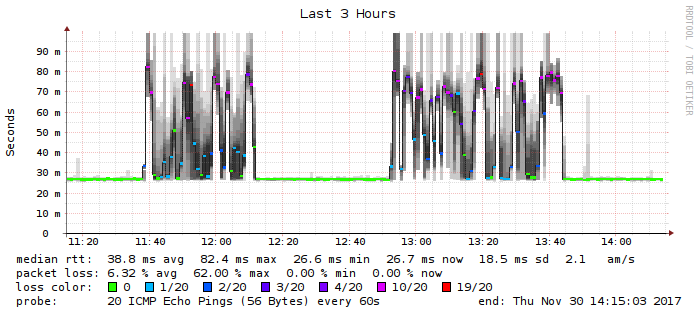 Last 3 Hours
RRDTOOL / TOBI OETIKER
Seconds
90 m
80 m
70 m
60 m
50 m
40 m
30 m
20 m
10 m
0
11:20 11:40 12:00 12:20 12:40 13:00 13:20 13:40 14:00
median rtt: 38.8 ms avg 82.4 ms max 26.6 ms min 26.7 ms now 18.5 ms sd 2.1 am/s
packet loss: 6.32 % avg 62.00 % max 0.00 % min 0.00 % now
loss color: 0 1/20 2/20 3/20 4/20 10/20 19/20
probe: 20 ICMP Echo Pings (56 Bytes) every 60s end: Thu Nov 30 14:15:03 2017